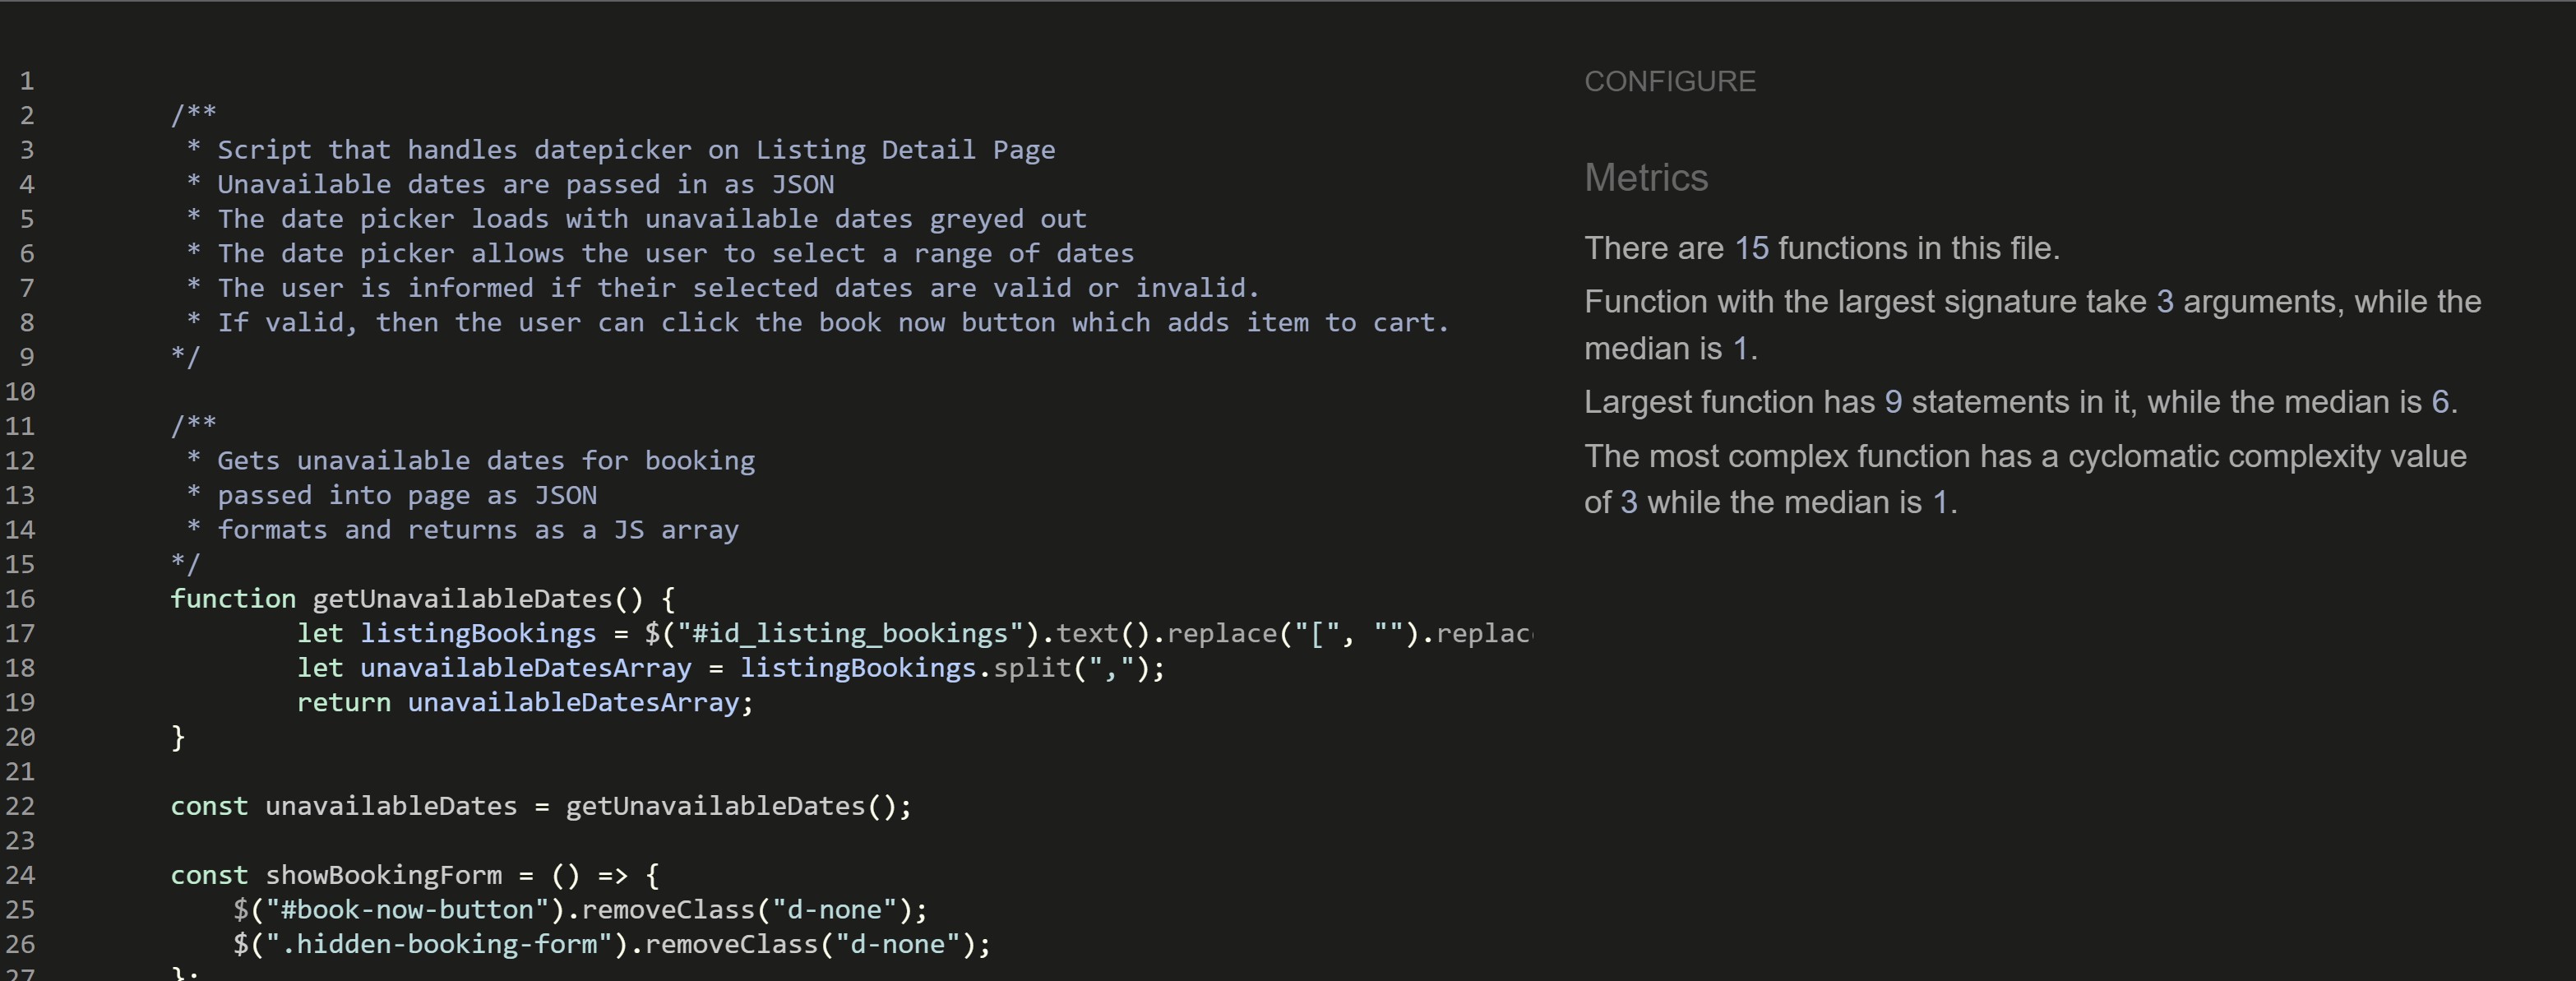 1
2 /**
3 * Script that handles datepicker on Listing Detail Page
4 * Unavailable dates are passed in as JSON
5 * The date picker loads with unavailable dates greyed out
6 * The date picker allows the user to select a range of dates
7 * The user is informed if their selected dates are valid or invalid.
8 * If valid, then the user can click the book now button which adds item to cart.
9 */
10
11 /**
12 * Gets unavailable dates for booking
13 * passed into page as JSON
14 * formats and returns as a JS array
15 */
16 function getUnavailableDates() {
17 let listingBookings = $("#id_listing_bookings").text().replace("[", "").replac
18 let unavailableDatesArray = listingBookings.split(",");
19 return unavailableDatesArray;
20 }
21
22 const unavailableDates = getUnavailableDates();
23
24 const showBookingForm = () => {
25 $("#book-now-button").removeClass("d-none");
26 $(".hidden-booking-form").removeClass("d-none");
27 };
CONFIGURE
Metrics
There are 15 functions in this file.
Function with the largest signature take 3 arguments, while the
median is 1.
Largest function has 9 statements in it, while the median is 6.
The most complex function has a cyclomatic complexity value
of 3 while the median is 1.